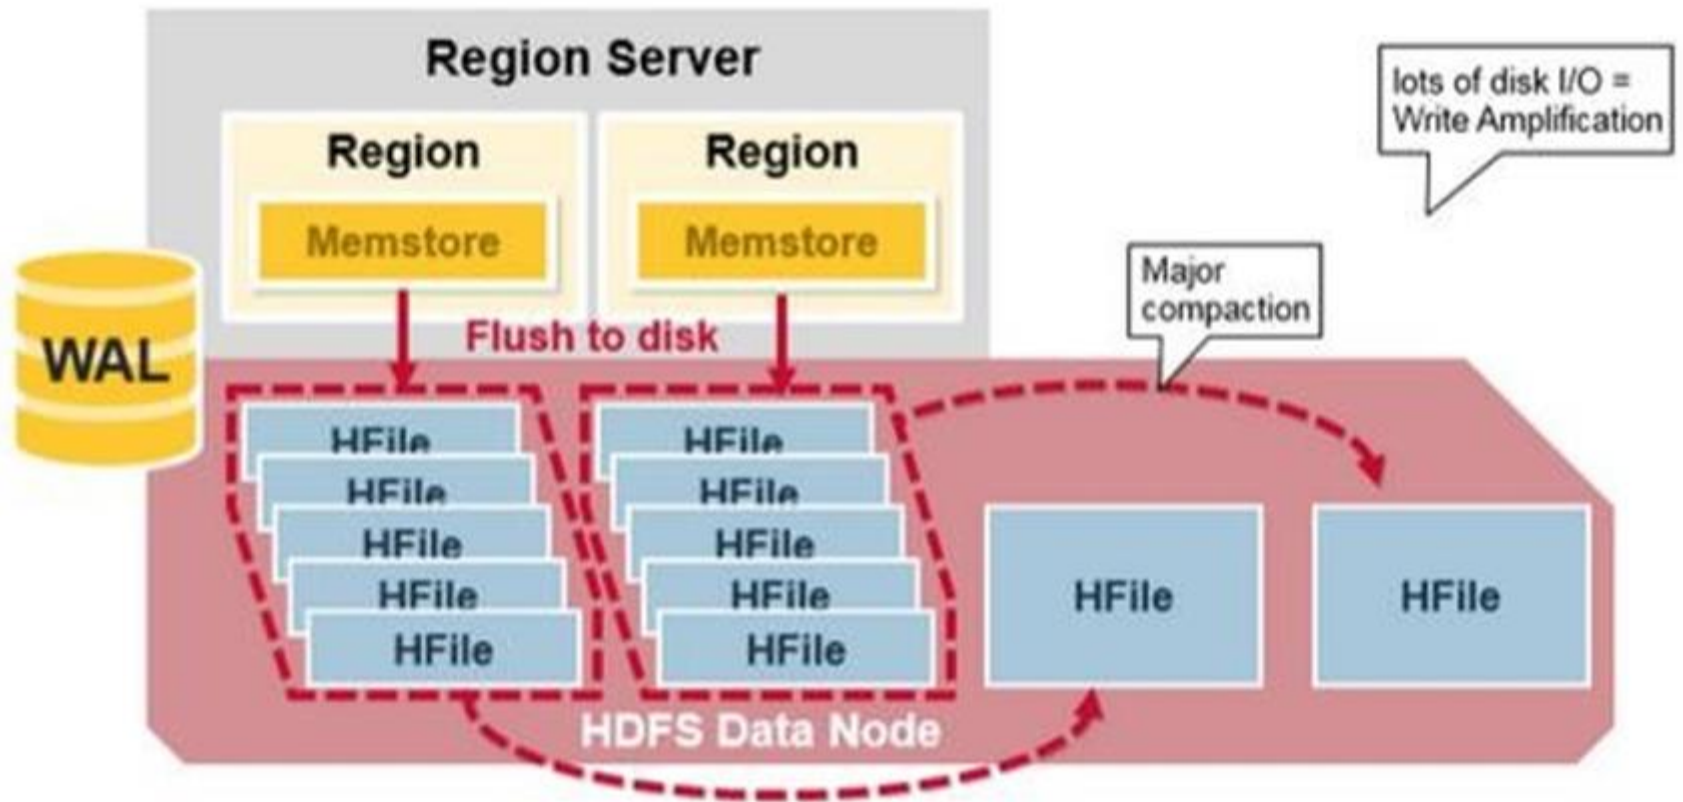 Region Server
lots of disk I/O =
Write Amplification
Region
Region
Memstore
Memstore
Major
compaction
Flush to disk
WAL
HFile
HFile
HFile
HFile
HFile
HFile
HFile
HFile
HFile
HFile
HFile
HFile
HDFS Data Node